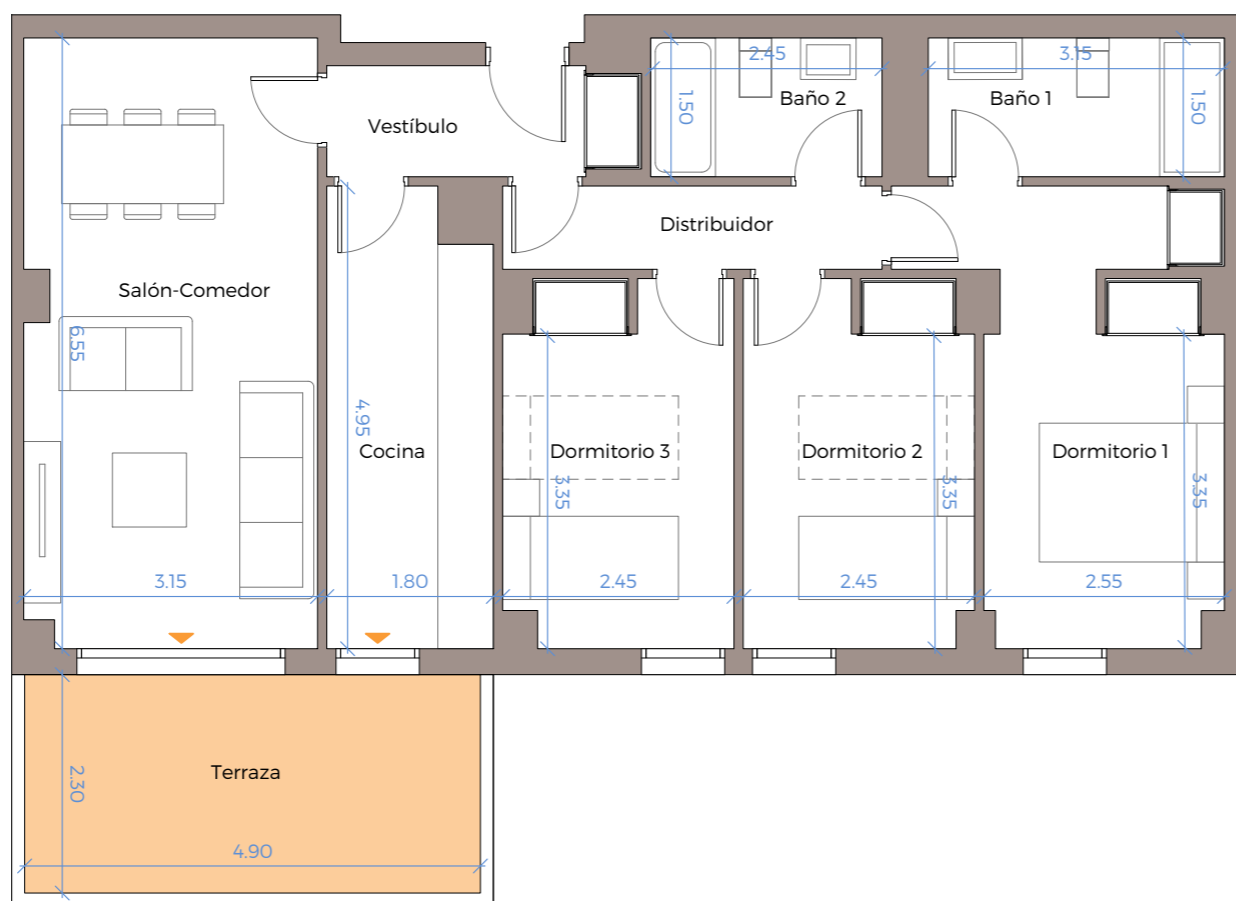 2.45
3.15
1.50
Baño 2
Baño 1
1.50
Vestíbulo
Distribuidor
Salón-Comedor
6.55
4.95
Cocina
Dormitorio 3
Dormitorio 2
Dormitorio 1
3.35
3.35
3.35
3.15
1.80
2.45
2.45
2.55
Terraza
2.30
4.90